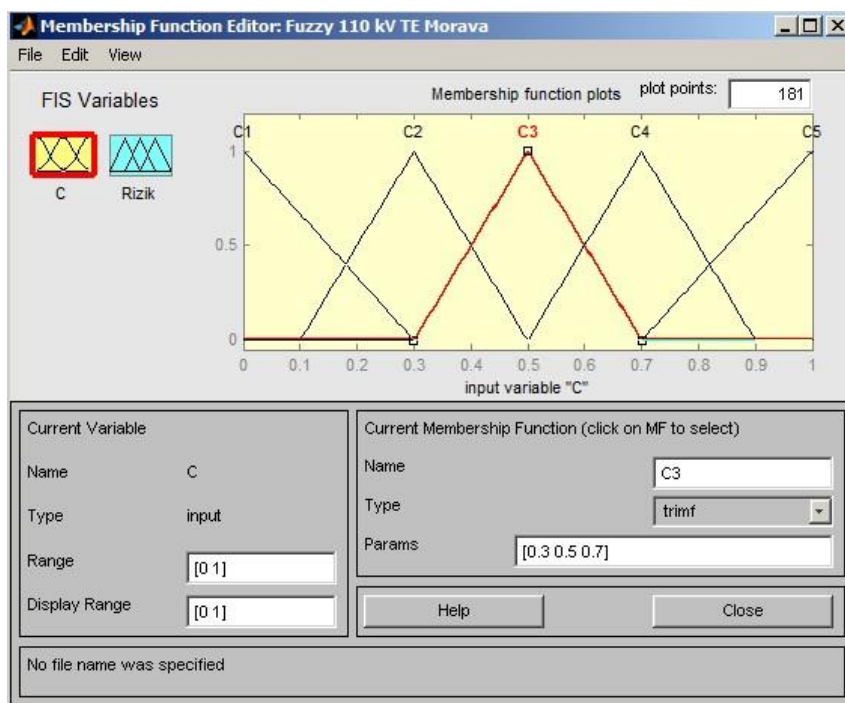 Membership Function Editor: Fuzzy 110 kV TE Morava
File Edit View
FIS Variables
Membership function plots plot points: 181
C1 C2 C3 C4 C5
1
C Rizik
0.5
0
0 0.1 0.2 0.3 0.4 0.5 0.6 0.7 0.8 0.9 1
input variable "C"
Current Variable
Name C
Type input
Range [0 1]
Display Range [0 1]
Current Membership Function (click on MF to select)
Name C3
Type trimf
Params [0.3 0.5 0.7]
Help Close
No file name was specified